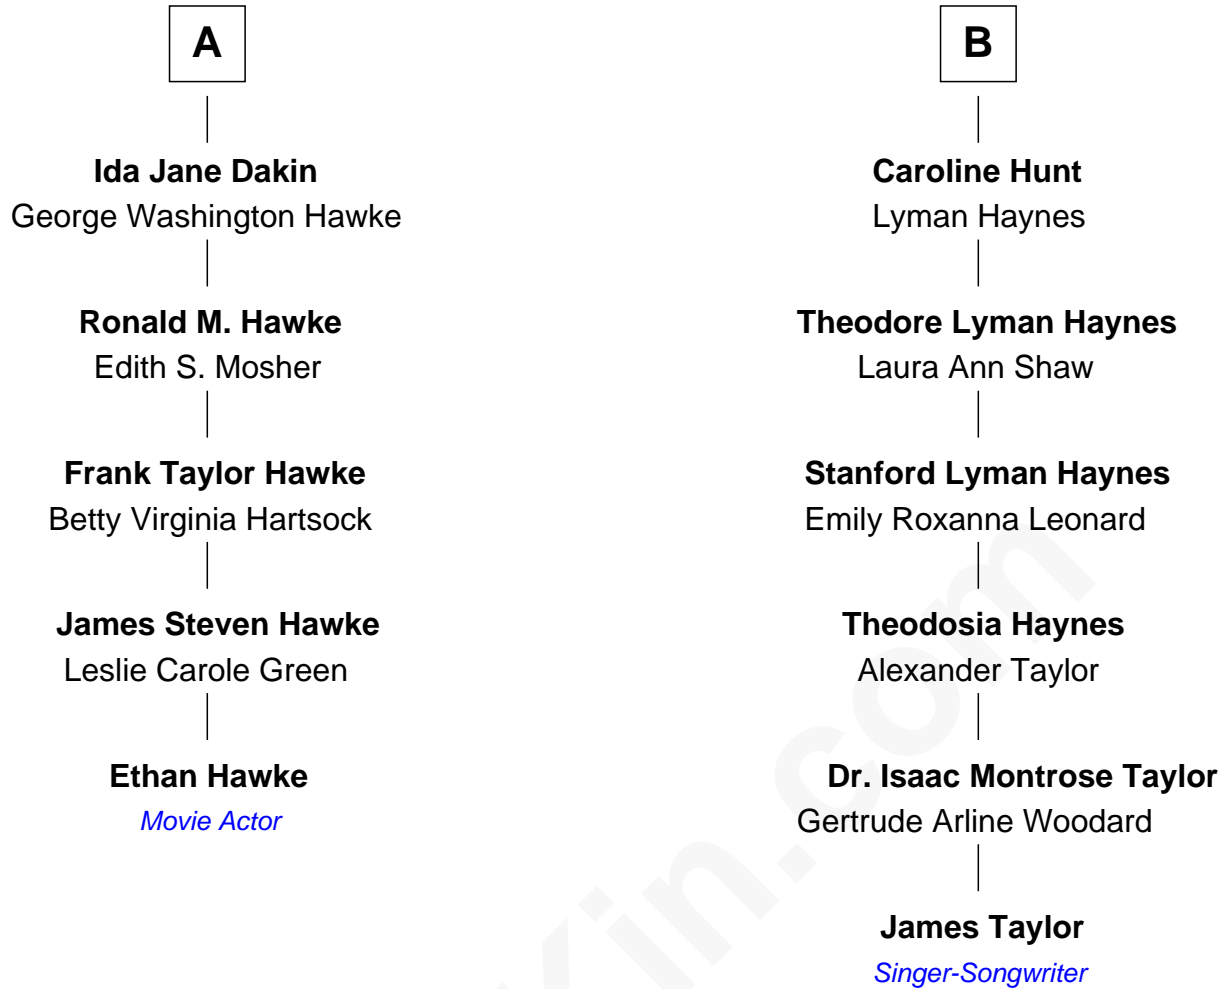 A
Ida Jane Dakin
George Washington Hawke
Ronald M. Hawke
Edith S. Mosher
Frank Taylor Hawke
Betty Virginia Hartsock
James Steven Hawke
Leslie Carole Green
Ethan Hawke
Movie Actor
B
Caroline Hunt
Lyman Haynes
Theodore Lyman Haynes
Laura Ann Shaw
Stanford Lyman Haynes
Emily Roxanna Leonard
Theodosia Haynes
Alexander Taylor
Dr. Isaac Montrose Taylor
Gertrude Arline Woodard
James Taylor
Singer-Songwriter